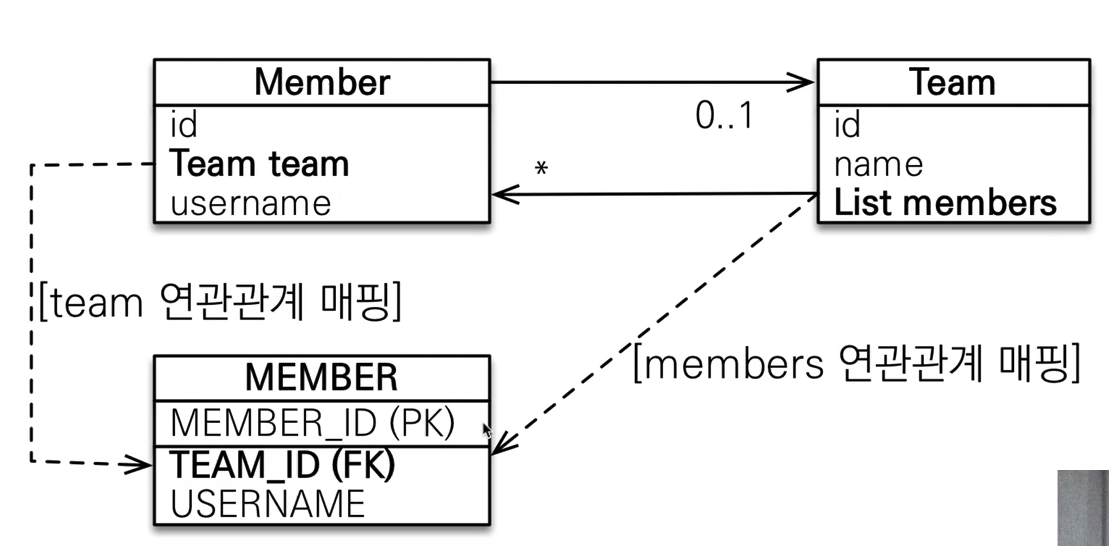 Member
id
Team team
username
0..1
*
Team
id
name
List members
[team 연관관계 매핑]
[members 연관관계 매핑]
MEMBER
MEMBER_ID (PK)
TEAM_ID (FK)
USERNAME